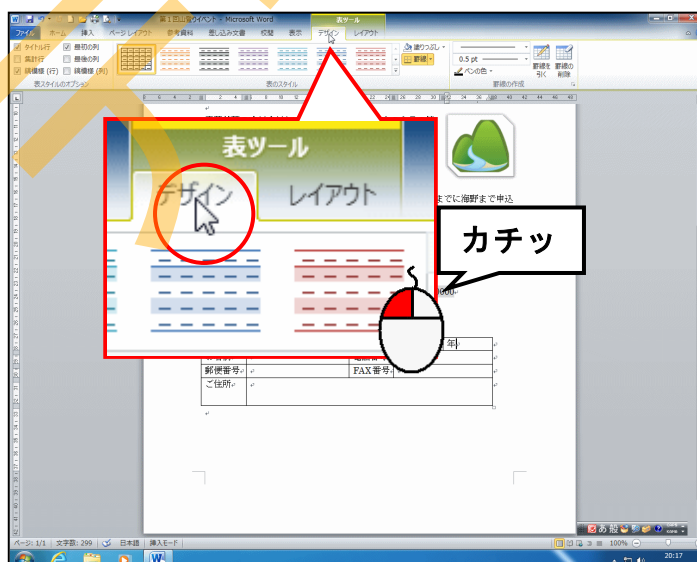 第1回山登りイベント - Microsoft Word
表ツール
ファイル ホーム 挿入 ページ レイアウト 参考資料 差し込み文書 校閲 表示 デザイン レイアウト
タイトル行 最初の列
集計行 最後の列
縞模様 (行) 縞模様 (列)
表スタイルのオプション
表のスタイル
塗りつぶし
罫線
0.5 pt
ペンの色
罫線を引く
罫線の削除
罫線の作成
表ツール
デザイン レイアウト
までに海野まで申込
カチッ
0000
年
郵便番号 FAX番号
ご住所
あ 般
ページ: 1/1 文字数: 299 日本語 挿入モード 100%
20:17